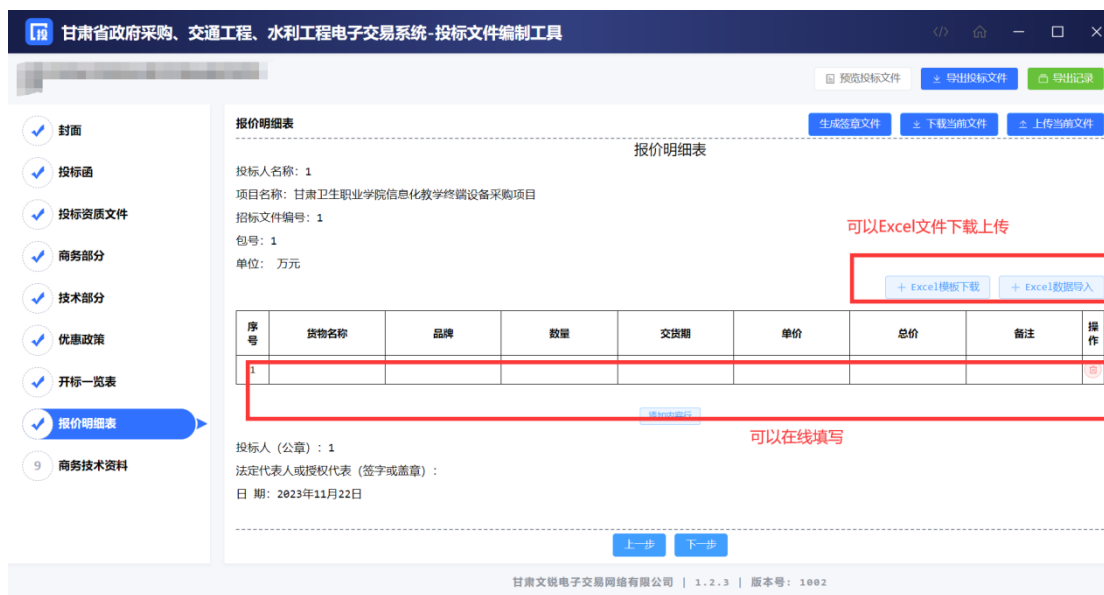 甘肃省政府采购、交通工程、水利工程电子交易系统-投标文件编制工具
预览投标文件 导出投标文件 导出记录
封面
投标函
投标资质文件
商务部分
技术部分
优惠政策
开标一览表
报价明细表
9 商务技术资料
报价明细表 生成签章文件 下载当前文件 上传当前文件
报价明细表
投标人名称: 1
项目名称: 甘肃卫生职业学院信息化教学终端设备采购项目
招标文件编号: 1
包号: 1
单位: 万元
可以Excel文件下载上传
+ Excel模板下载 + Excel数据导入
序号 货物名称 品牌 数量 交货期 单价 总价 备注 操作
1
添加内容行
可以在线填写
投标人 (公章) : 1
法定代表人或授权代表 (签字或盖章) :
日 期: 2023年11月22日
上一步 下一步
甘肃文锐电子交易网络有限公司 | 1.2.3 | 版本号: 1002